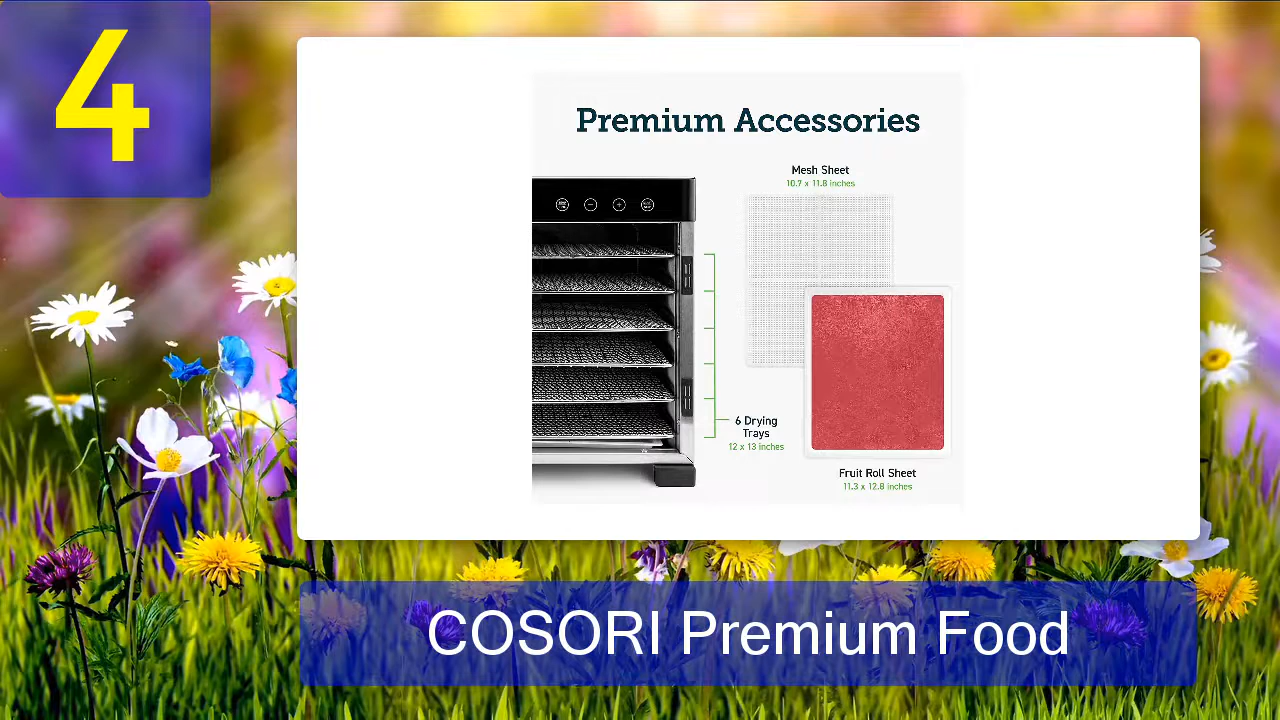 4
Premium Accessories
Mesh Sheet
10.7 x 11.8 inches
6 Drying
Trays
12 x 13 inches
Fruit Roll Sheet
11.3 x 12.8 inches
COSORI Premium Food